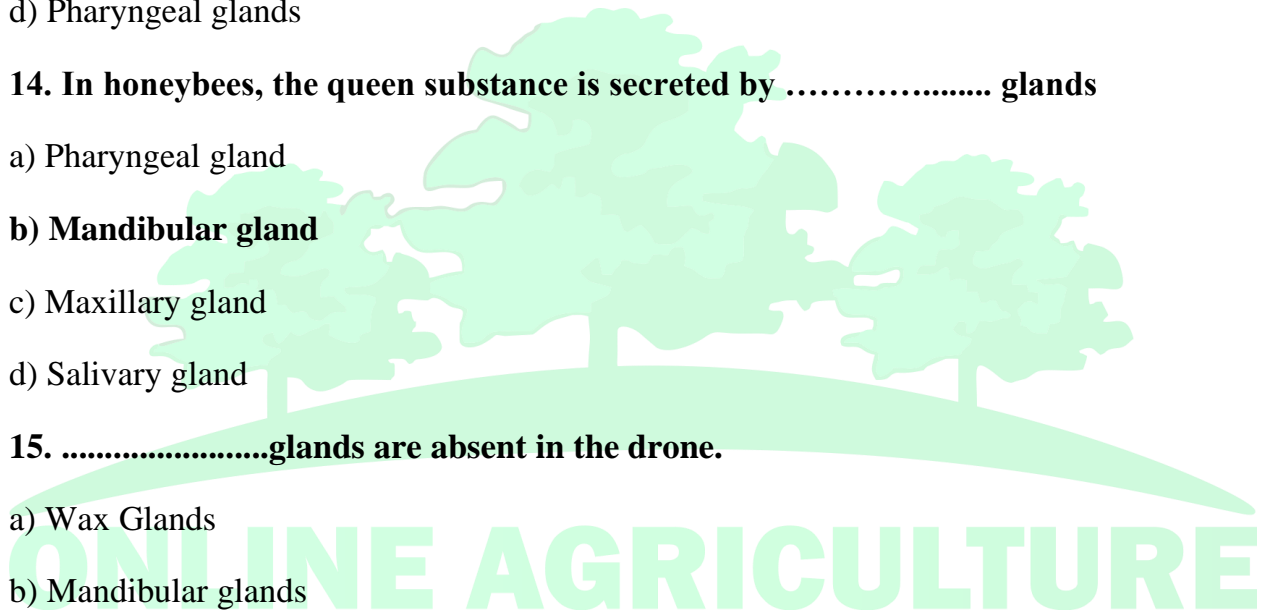 d) Pharyngeal glands
14. In honeybees, the queen substance is secreted by …………......... glands
a) Pharyngeal gland
b) Mandibular gland
c) Maxillary gland
d) Salivary gland
15. ........................glands are absent in the drone.
a) Wax Glands
ONLINE AGRICULTURE
b) Mandibular glands